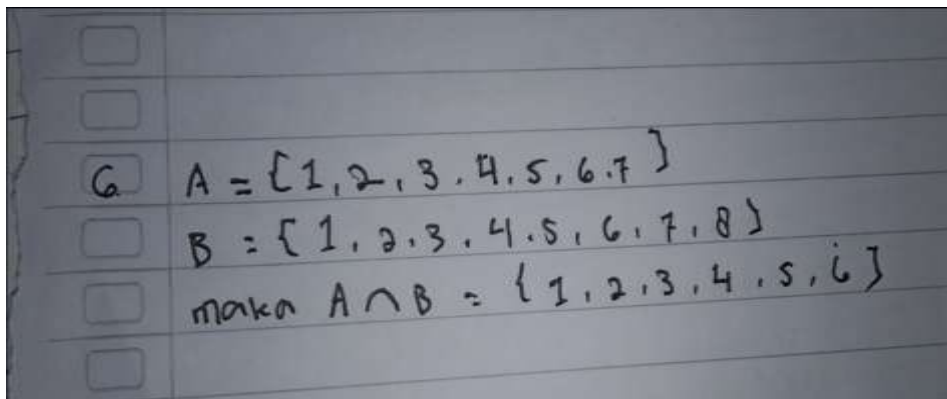 6. A = {1, 2, 3. 4. 5, 6.7}
B = {1, 2.3, 4.5, 6, 7, 8}
maka A ∩ B = {1, 2, 3, 4, 5, 6}